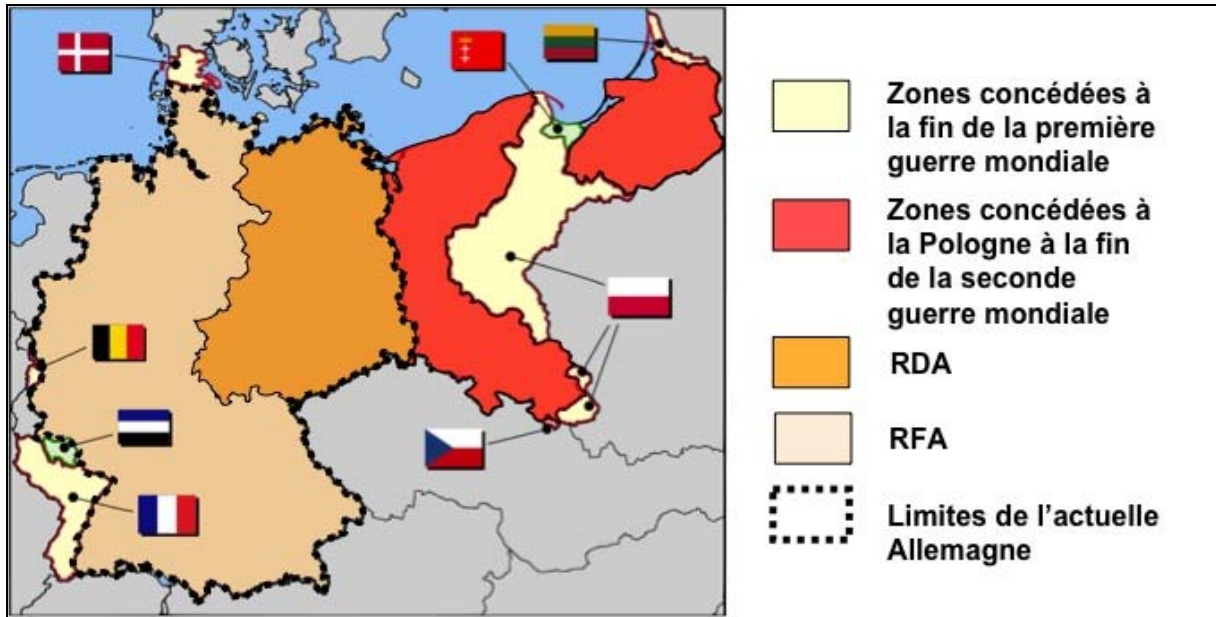 Zones concédées à
la fin de la première
guerre mondiale
Zones concédées à
la Pologne à la fin
de la seconde
guerre mondiale
RDA
RFA
Limites de l'actuelle
Allemagne